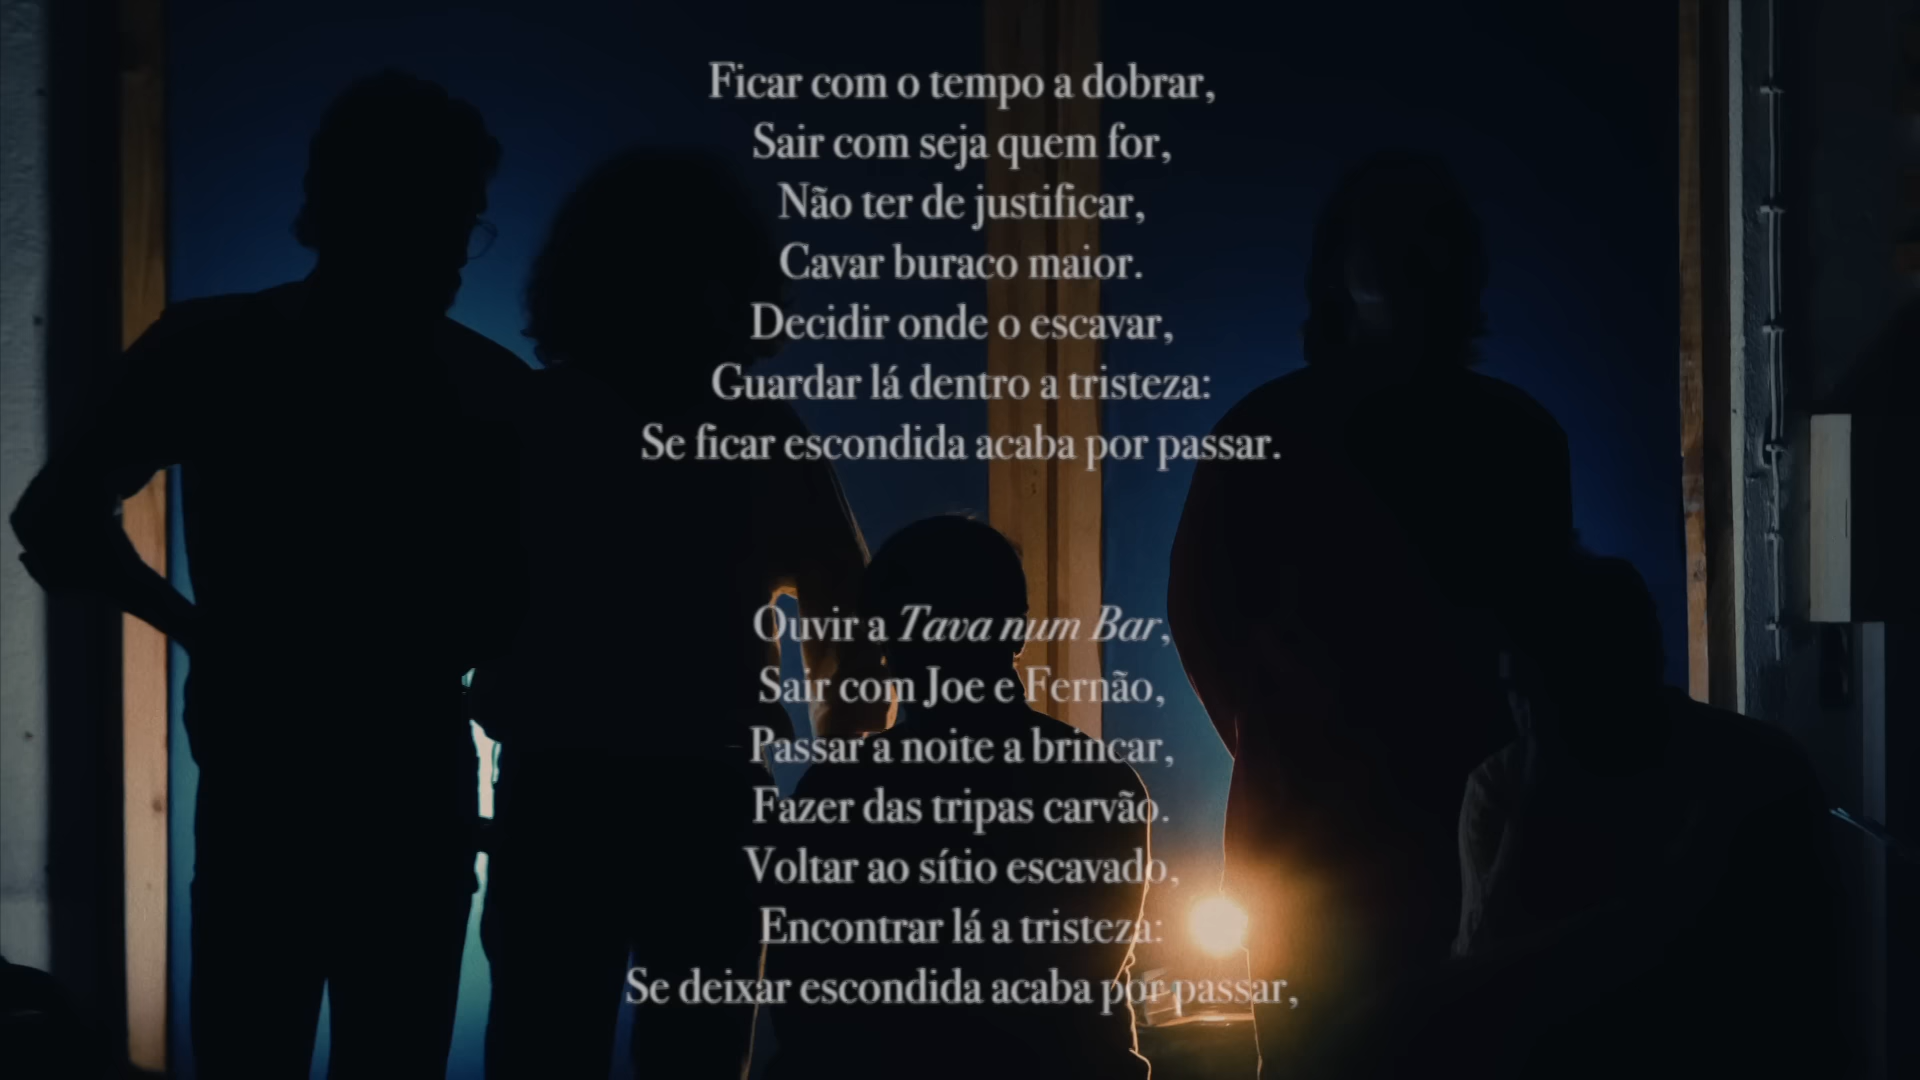 Ficar com o tempo a dobrar,
Sair com seja quem for,
Não ter de justificar,
Cavar buraco maior.
Decidir onde o escavar,
Guardar lá dentro a tristeza:
Se ficar escondida acaba por passar.
Ouvir a Tava num Bar,
Sair com Joe e Fernão,
Passar a noite a brincar,
Fazer das tripas carvão.
Voltar ao sítio escavado,
Encontrar lá a tristeza:
Se deixar escondida acaba por passar,